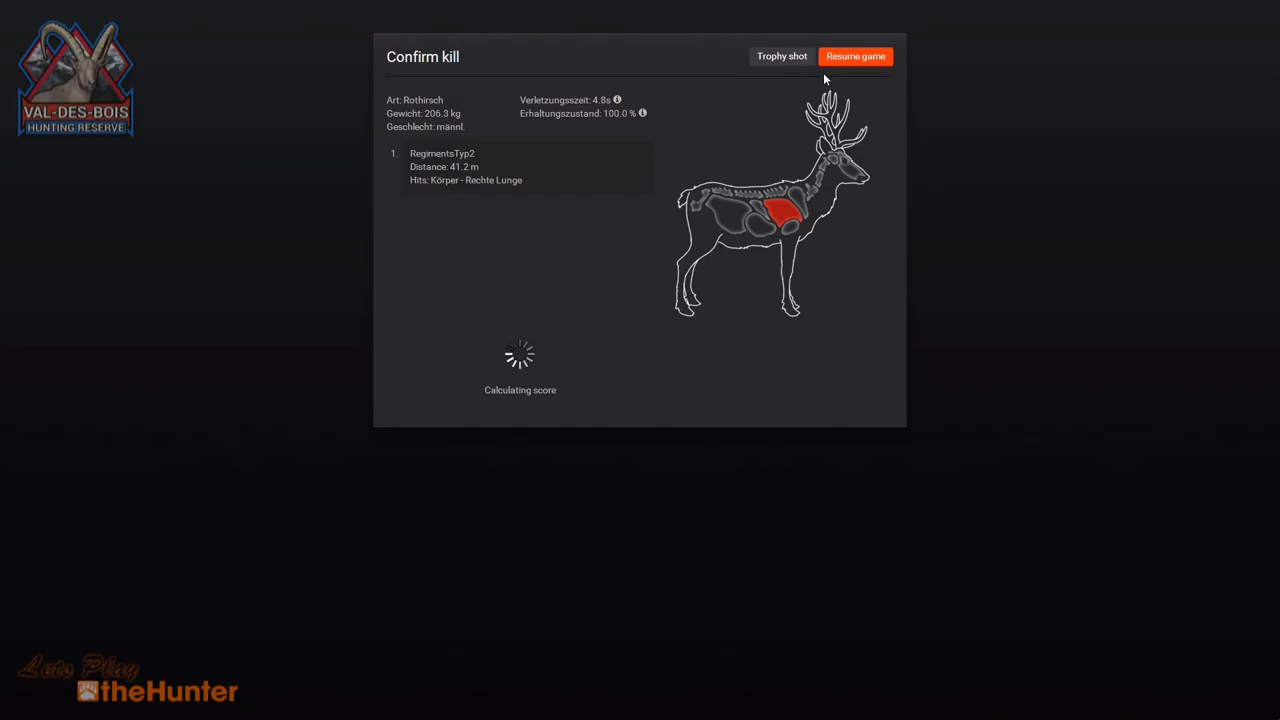 VAL-DES-BOIS
HUNTING RESERVE
Confirm kill
Trophy shot
Resume game
Art: Rothirsch
Gewicht: 206.3 kg
Geschlecht: männl.
Verletzungsszeit: 4.8s
Erhaltungszustand: 100.0 %
1. RegimentsTyp2
Distance: 41.2 m
Hits: Körper - Rechte Lunge
Calculating score
Lets Play
theHunter